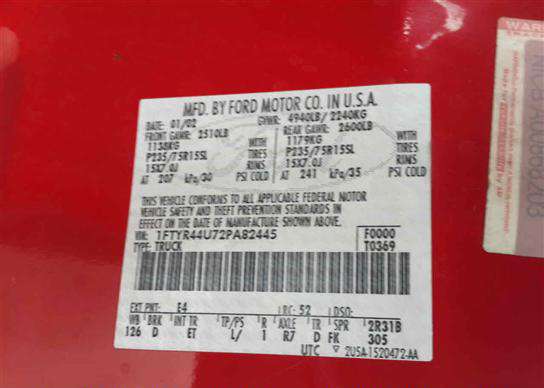 MFD. BY FORD MOTOR CO. IN U.S.A.
DATE: 01/02 GVWR: 4940LB/ 2240KG
FRONT GAWR: 2510LB REAR GAWR: 2600LB
1138KG WITH 1179KG WITH
P235/75R15SL TIRES P235/75R15SL TIRES
15X7.0J RIMS 15X7.0J RIMS
AT 207 kPa/30 PSI COLD AT 241 kPa/35 PSI COLD
THIS VEHICLE CONFORMS TO ALL APPLICABLE FEDERAL MOTOR
VEHICLE SAFETY AND THEFT PREVENTION STANDARDS IN
EFFECT ON THE DATE OF MANUFACTURE SHOWN ABOVE.
VIN: 1FTYR44U72PA82445 F0000
TYPE: TRUCK T0369
EXT PNT: E4 RC: 52 DSO:
WB BRK INT TR TP/PS R AXLE TR SPR 2R31B
126 D ET L/ 1 R7 D FK 305
UTC 2U5A-1520472-AA